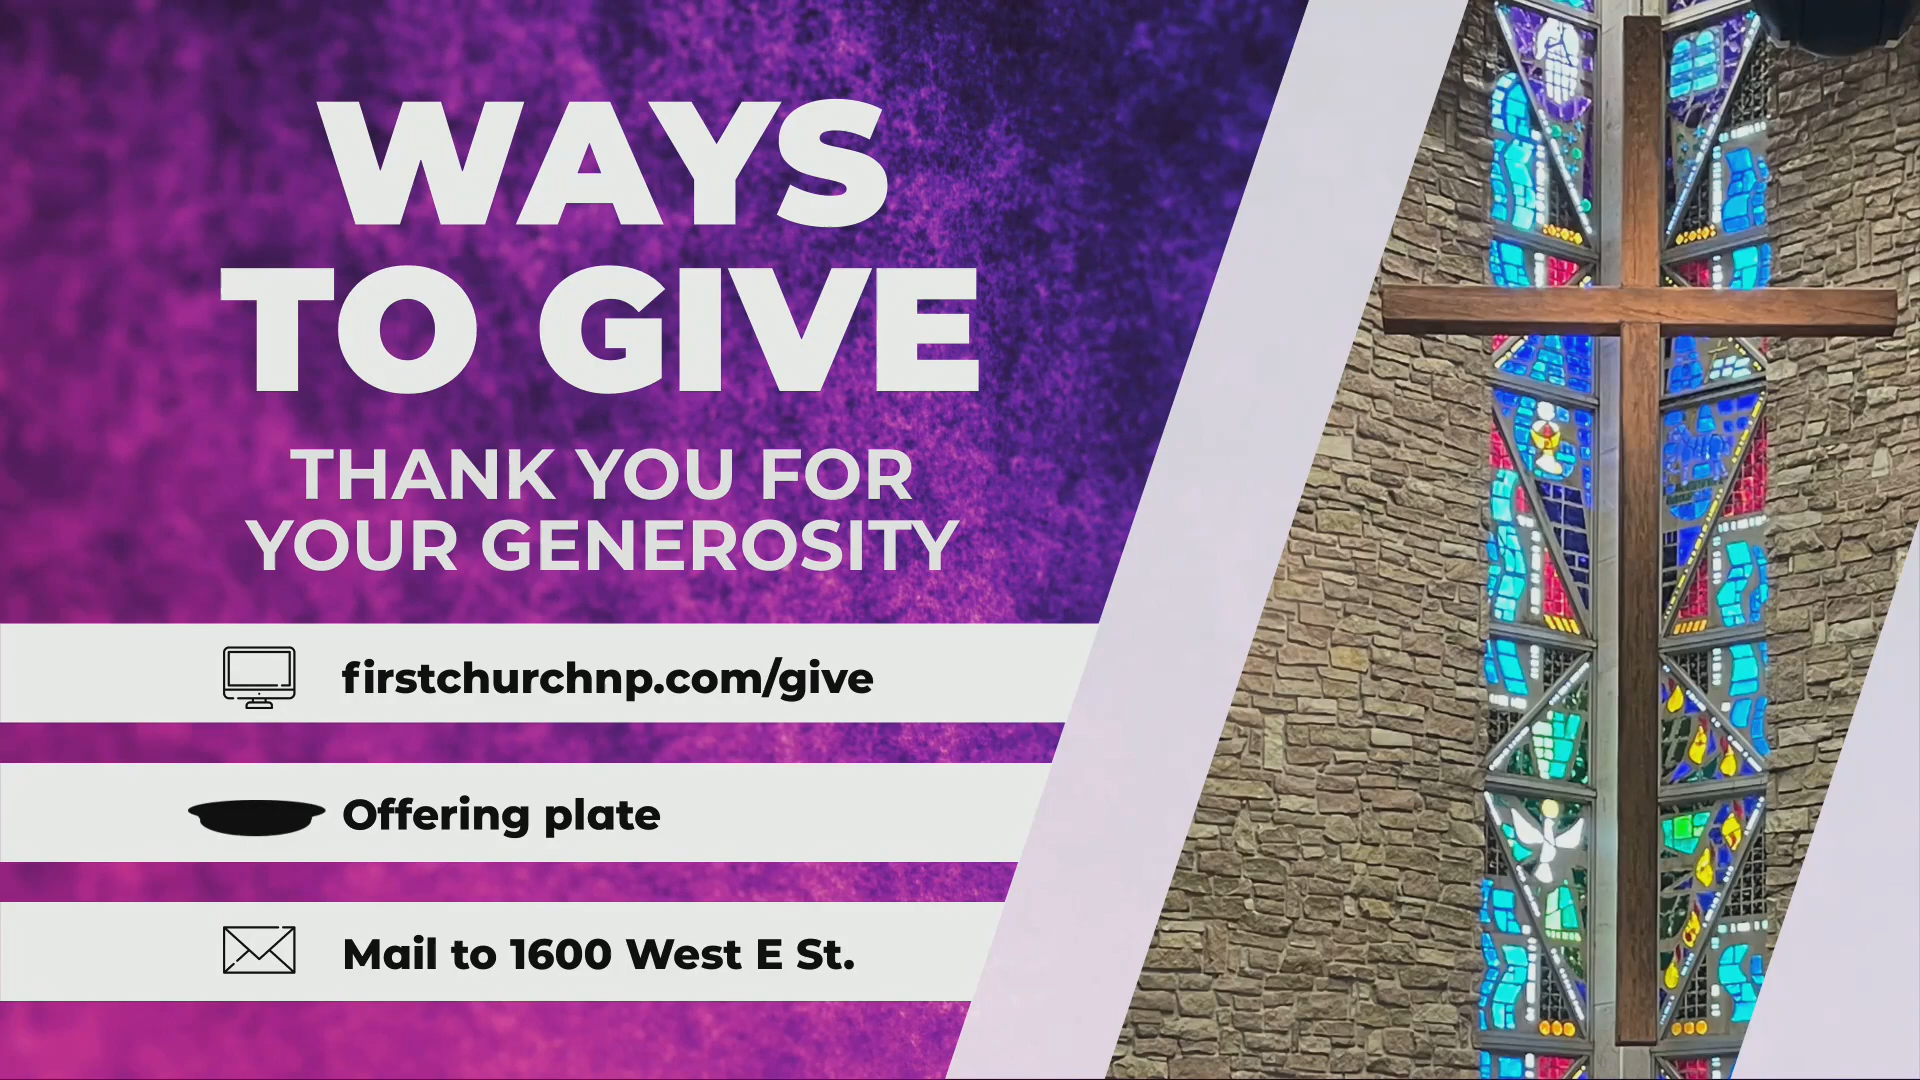 WAYS
TO GIVE
THANK YOU FOR
YOUR GENEROSITY
firstchurchnp.com/give
Offering plate
Mail to 1600 West E St.